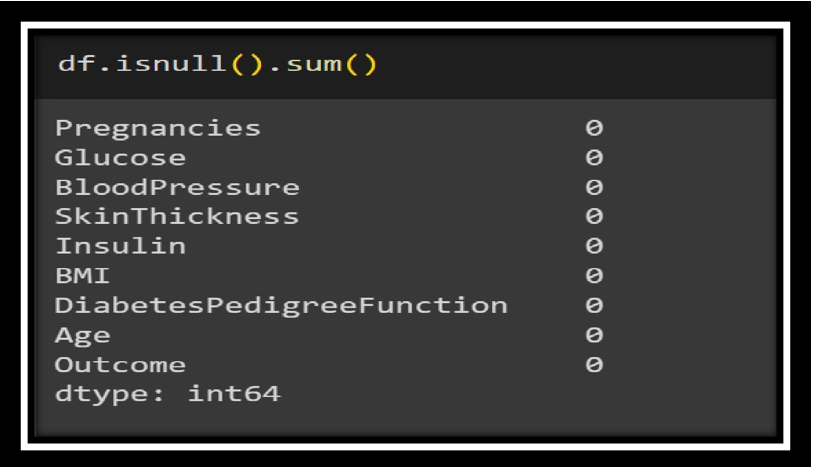 df.isnull().sum()
Pregnancies 0
Glucose 0
BloodPressure 0
SkinThickness 0
Insulin 0
BMI 0
DiabetesPedigreeFunction 0
Age 0
Outcome 0
dtype: int64